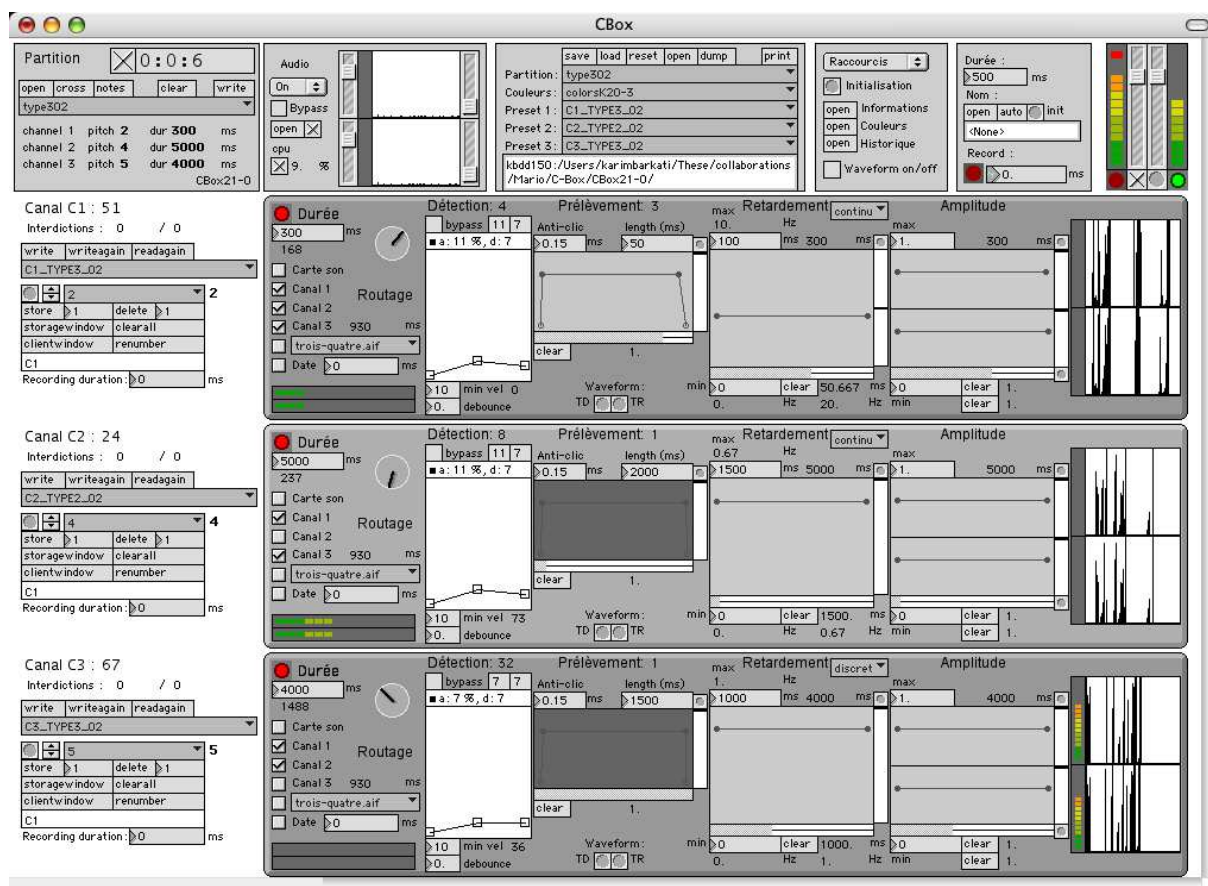 CBox
Partition 0:0:6
open cross notes clear write
type302
channel 1 pitch 2 dur 300 ms
channel 2 pitch 4 dur 5000 ms
channel 3 pitch 5 dur 4000 ms
CBox21-0
Audio
On
Bypass
open
cpu
9. %
save load reset open dump print
Partition: type302
Couleurs: colorsK20-3
Preset 1: C1_TYPE3_02
Preset 2: C2_TYPE2_02
Preset 3: C3_TYPE3_02
kbdd150:/Users/karimbarkati/These/collaborations
/Mario/C-Box/CBox21-0/
Raccourcis
Initialisation
open Informations
open Couleurs
open Historique
Waveform on/off
Durée :
500 ms
Nom :
open auto init
<None>
Record :
0. ms
Canal C1 : 51
Interdictions : 0 / 0
write writeagain readagain
C1_TYPE3_02
2 2
store 1 delete 1
storagewindow clearall
clientwindow renumber
C1
Recording duration: 0 ms
Durée
300 ms
168
Carte son
Canal 1
Routage
Canal 2
Canal 3 930 ms
trois-quatre.aif
Date 0 ms
Détection: 4
bypass 11 7
a: 11 %, d: 7
10 min vel 0
0. debounce
Prélèvement: 3
Anti-clic length (ms)
0.15 ms 50
clear 1.
Waveform:
TD TR
Retardement continu
max 10. Hz
100 ms 300 ms
min 0 clear 50.667 ms
0. Hz 20. Hz
Amplitude
max
1. 300 ms
0 clear 1.
min clear 1.
Canal C2 : 24
Interdictions : 0 / 0
write writeagain readagain
C2_TYPE2_02
4 4
store 1 delete 1
storagewindow clearall
clientwindow renumber
C1
Recording duration: 0 ms
Durée
5000 ms
237
Carte son
Canal 1
Routage
Canal 2
Canal 3 930 ms
trois-quatre.aif
Date 0 ms
Détection: 8
bypass 11 7
a: 11 %, d: 7
10 min vel 73
0. debounce
Prélèvement: 1
Anti-clic length (ms)
0.15 ms 2000
clear 1.
Waveform:
TD TR
Retardement continu
max 0.67 Hz
1500 ms 5000 ms
min 0 clear 1500. ms
0. Hz 0.67 Hz
Amplitude
max
1. 5000 ms
0 clear 1.
min clear 1.
Canal C3 : 67
Interdictions : 0 / 0
write writeagain readagain
C3_TYPE3_02
5 5
store 1 delete 1
storagewindow clearall
clientwindow renumber
C1
Recording duration: 0 ms
Durée
4000 ms
1488
Carte son
Canal 1
Routage
Canal 2
Canal 3 930 ms
trois-quatre.aif
Date 0 ms
Détection: 32
bypass 7 7
a: 7 %, d: 7
10 min vel 36
0. debounce
Prélèvement: 1
Anti-clic length (ms)
0.15 ms 1500
clear 1.
Waveform:
TD TR
Retardement discret
max 1. Hz
1000 ms 4000 ms
min 0 clear 1000. ms
0. Hz 1. Hz
Amplitude
max
1. 4000 ms
0 clear 1.
min clear 1.